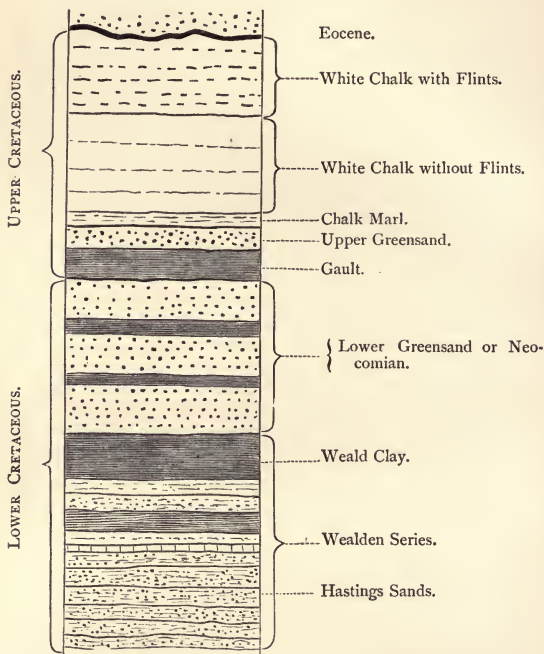 Eocene.
White Chalk with Flints.
UPPER CRETACEOUS.
White Chalk without Flints.
Chalk Marl.
Upper Greensand.
Gault.
Lower Greensand or Neo-
comian.
LOWER CRETACEOUS.
Weald Clay.
Wealden Series.
Hastings Sands.